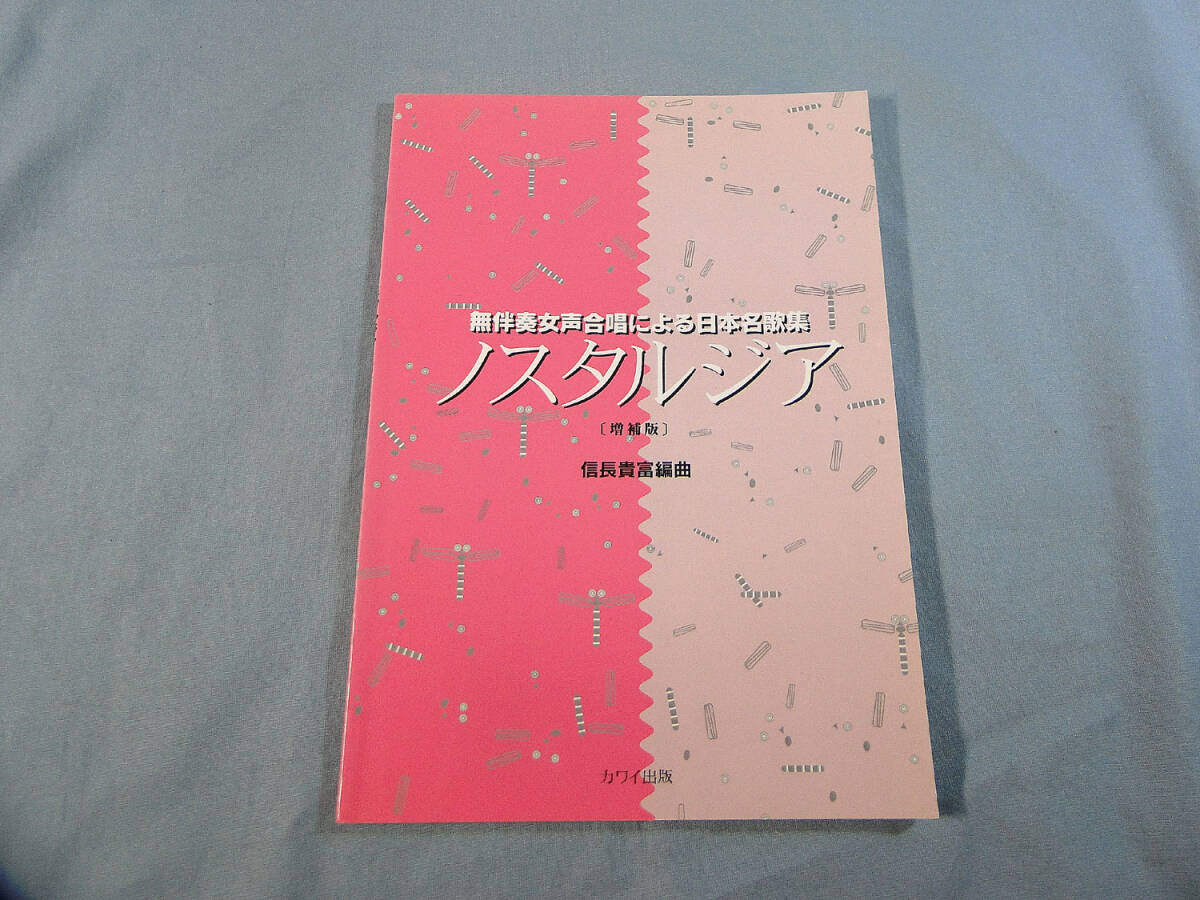 無伴奏女声合唱による日本名歌集
ノスタルジア
〔増補版〕
信長貴富編曲
カワイ出版